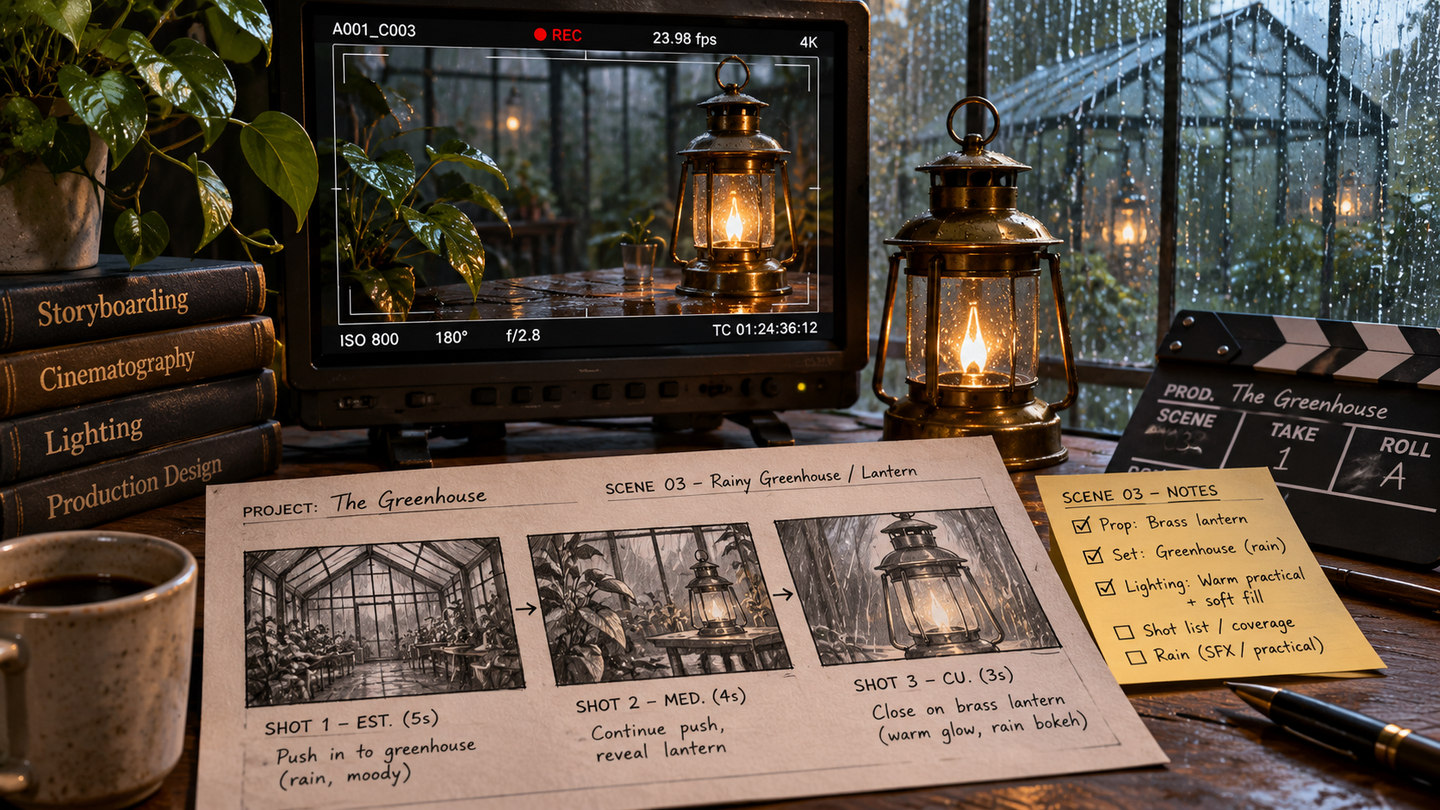 A001_C003
REC
23.98 fps
4K
ISO 800
180°
f/2.8
TC 01:24:36:12
Storyboarding
Cinematography
Lighting
Production Design
PROD. The Greenhouse
SCENE
TAKE
1
ROLL
A
PROJECT: The Greenhouse
SCENE 03 - Rainy Greenhouse / Lantern
SHOT 1 - EST. (5s)
Push in to greenhouse
(rain, moody)
SHOT 2 - MED. (4s)
Continue push,
reveal lantern
SHOT 3 - CU. (3s)
Close on brass lantern
(warm glow, rain bokeh)
SCENE 03 - NOTES
☑ Prop: Brass lantern
☑ Set: Greenhouse (rain)
☑ Lighting: Warm practical
+ soft fill
☐ Shot list / coverage
☐ Rain (SFX / practical)